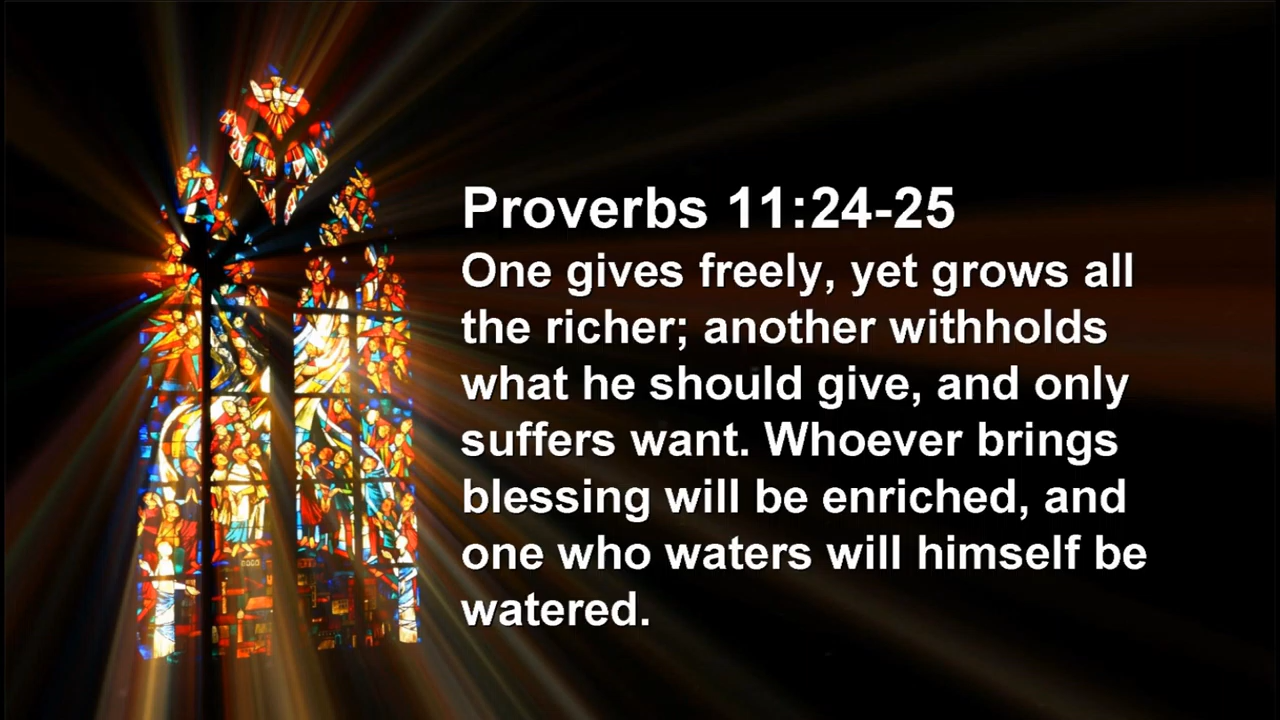 Proverbs 11:24-25
One gives freely, yet grows all
the richer; another withholds
what he should give, and only
suffers want. Whoever brings
blessing will be enriched, and
one who waters will himself be
watered.